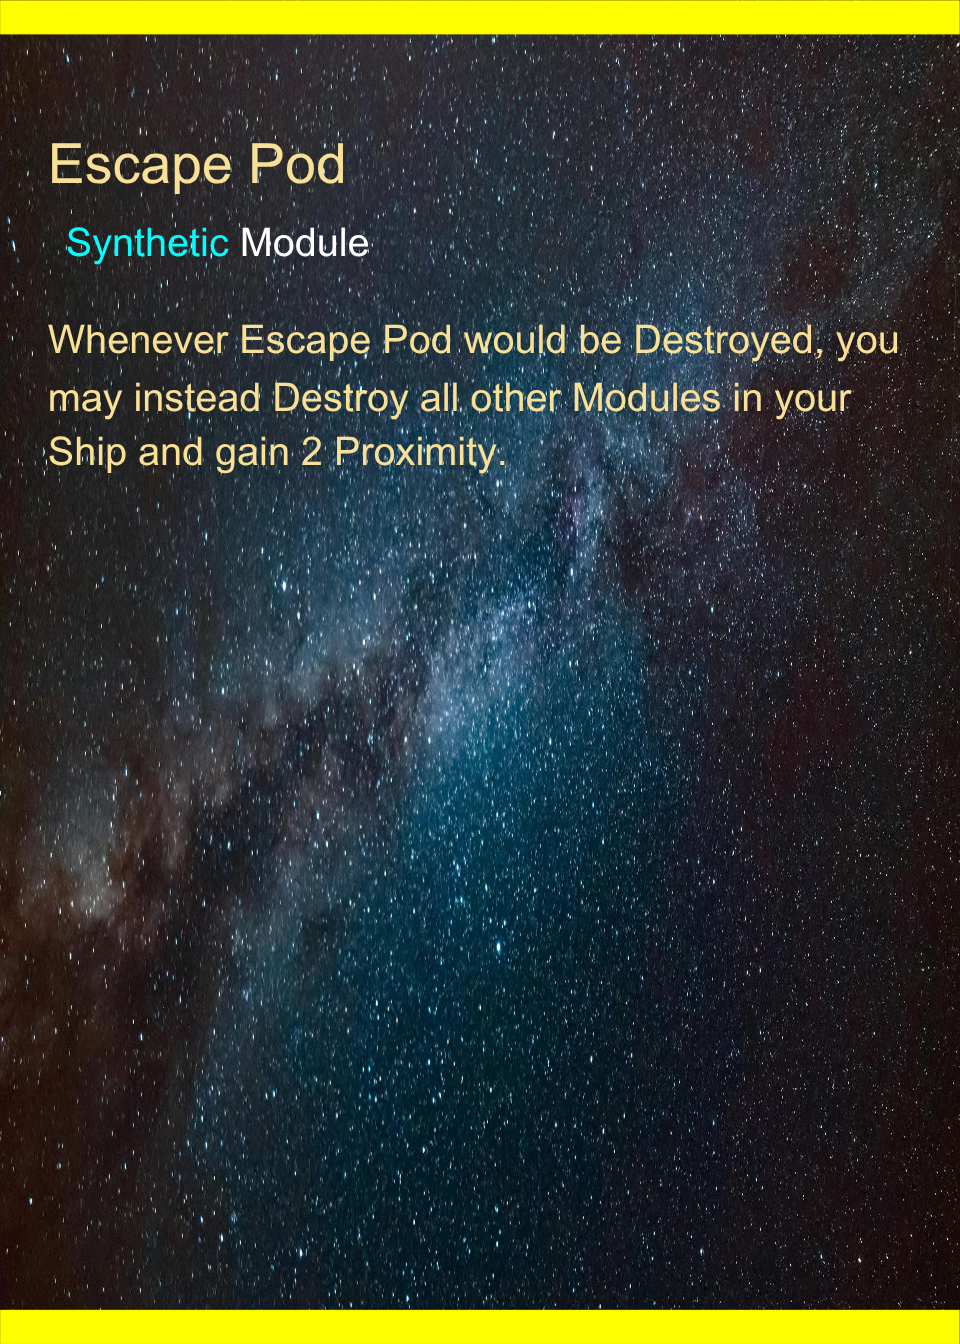 Escape Pod
Synthetic Module
Whenever Escape Pod would be Destroyed, you
may instead Destroy all other Modules in your
Ship and gain 2 Proximity.